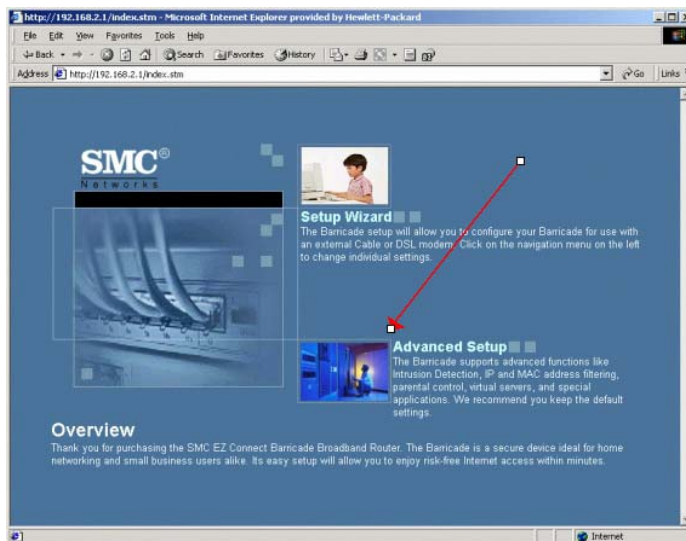 http://192.168.2.1/index.stm - Microsoft Internet Explorer provided by Hewlett-Packard
File Edit View Favorites Tools Help
Back Search Favorites History
Address http://192.168.2.1/index.stm Go Links
SMC®
Networks
Setup Wizard
The Barricade setup will allow you to configure your Barricade for use with
an external Cable or DSL modem. Click on the navigation menu on the left
to change individual settings.
Advanced Setup
The Barricade supports advanced functions like
Intrusion Detection, IP and MAC address filtering,
parental control, virtual servers, and special
applications. We recommend you keep the default
settings.
Overview
Thank you for purchasing the SMC EZ Connect Barricade Broadband Router. The Barricade is a secure device ideal for home
networking and small business users alike. Its easy setup will allow you to enjoy risk-free Internet access within minutes.
Internet